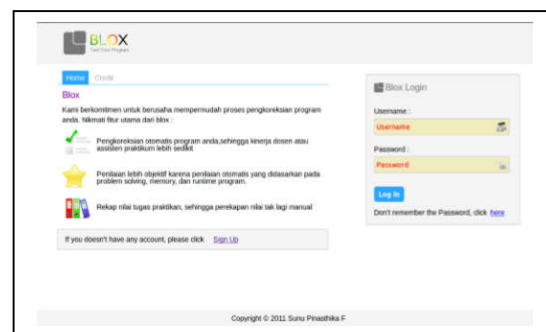 BLOX
Test Your Program
Home Credit
Blox
Kami berkomitmen untuk berusaha mempermudah proses pengkoreksian program
anda. Nikmati fitur utama dari blox :
Pengkoreksian otomatis program anda,sehingga kinerja dosen atau
assisten praktikum lebih sedikit
Penilaan lebih objektif karena penilaian otomatis yang didasarkan pada
problem solving, memory, dan runtime program.
Rekap nilai tugas praktikan, sehingga perekapan nilai tak lagi manual
If you doesn't have any account, please click Sign Up
Blox Login
Username :
Username
Password :
Password
Log in
Don't remember the Password, click here
Copyright © 2011 Sunu Pinasthika F